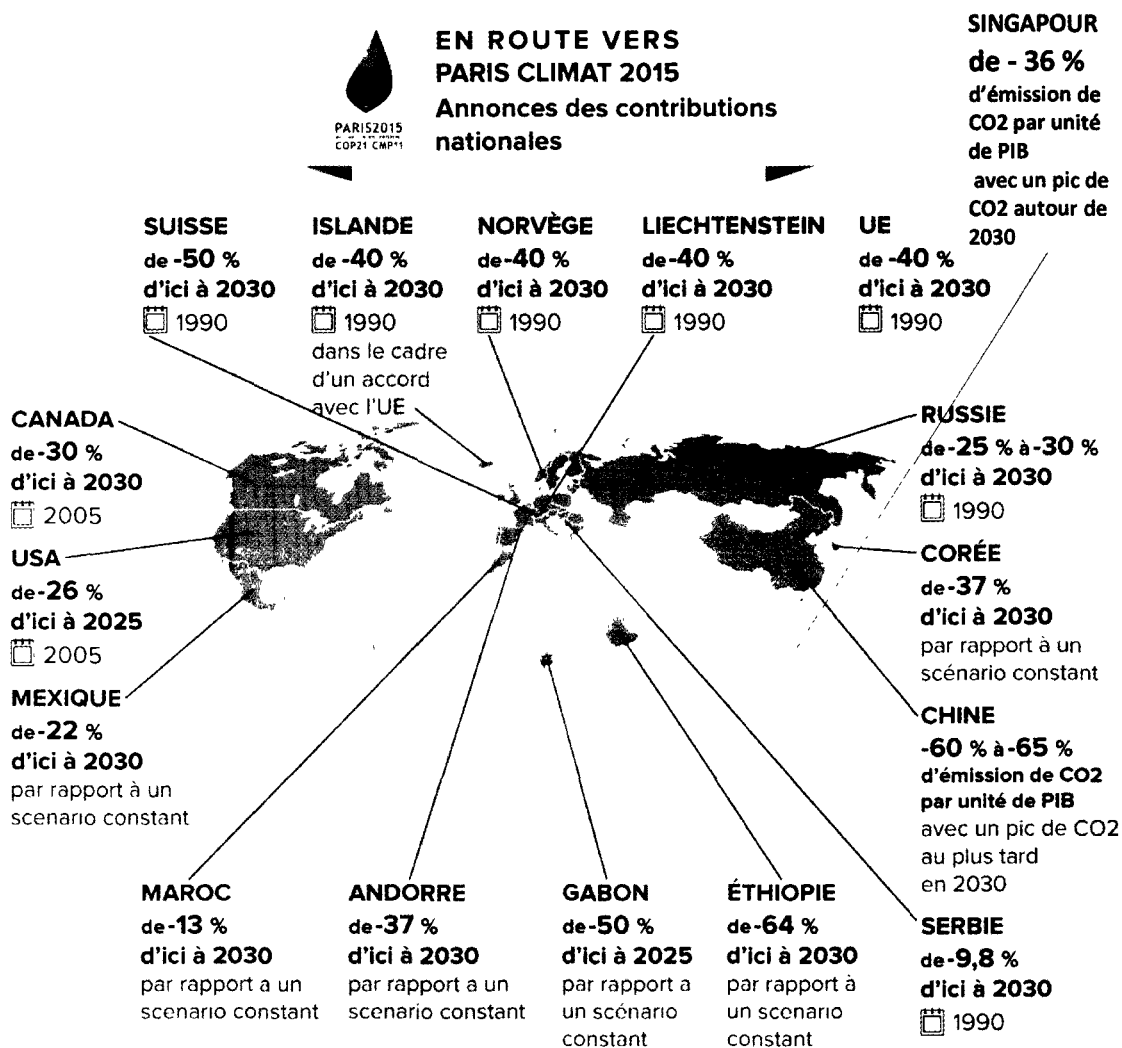 EN ROUTE VERS
PARIS CLIMAT 2015
Annonces des contributions
nationales
PARIS2015
COP21 CMP11
SINGAPOUR
de - 36 %
d'émission de
CO2 par unité
de PIB
avec un pic de
CO2 autour de
2030
SUISSE
de -50 %
d'ici à 2030
1990
ISLANDE
de -40 %
d'ici à 2030
1990
dans le cadre
d'un accord
avec l'UE
NORVÈGE
de -40 %
d'ici à 2030
1990
LIECHTENSTEIN
de -40 %
d'ici à 2030
1990
UE
de -40 %
d'ici à 2030
1990
CANADA
de -30 %
d'ici à 2030
2005
USA
de -26 %
d'ici à 2025
2005
MEXIQUE
de -22 %
d'ici à 2030
par rapport à un
scenario constant
RUSSIE
de -25 % à -30 %
d'ici à 2030
1990
CORÉE
de -37 %
d'ici à 2030
par rapport à un
scénario constant
CHINE
-60 % à -65 %
d'émission de CO2
par unité de PIB
avec un pic de CO2
au plus tard
en 2030
MAROC
de -13 %
d'ici à 2030
par rapport a un
scenario constant
ANDORRE
de -37 %
d'ici à 2030
par rapport a un
scenario constant
GABON
de -50 %
d'ici à 2025
par rapport a
un scénario
constant
ÉTHIOPIE
de -64 %
d'ici à 2030
par rapport à
un scenario
constant
SERBIE
de -9,8 %
d'ici à 2030
1990